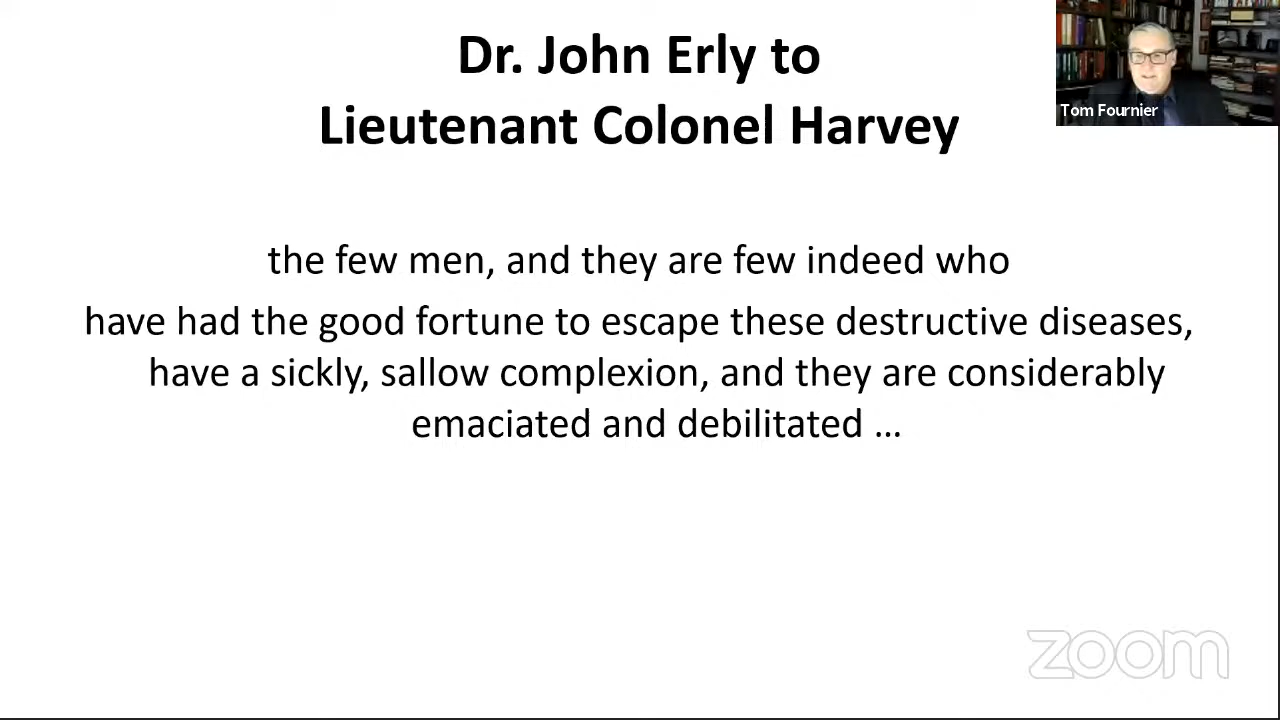 Dr. John Erly to
Lieutenant Colonel Harvey
Tom Fournier
the few men, and they are few indeed who
have had the good fortune to escape these destructive diseases,
have a sickly, sallow complexion, and they are considerably
emaciated and debilitated ...
zoom